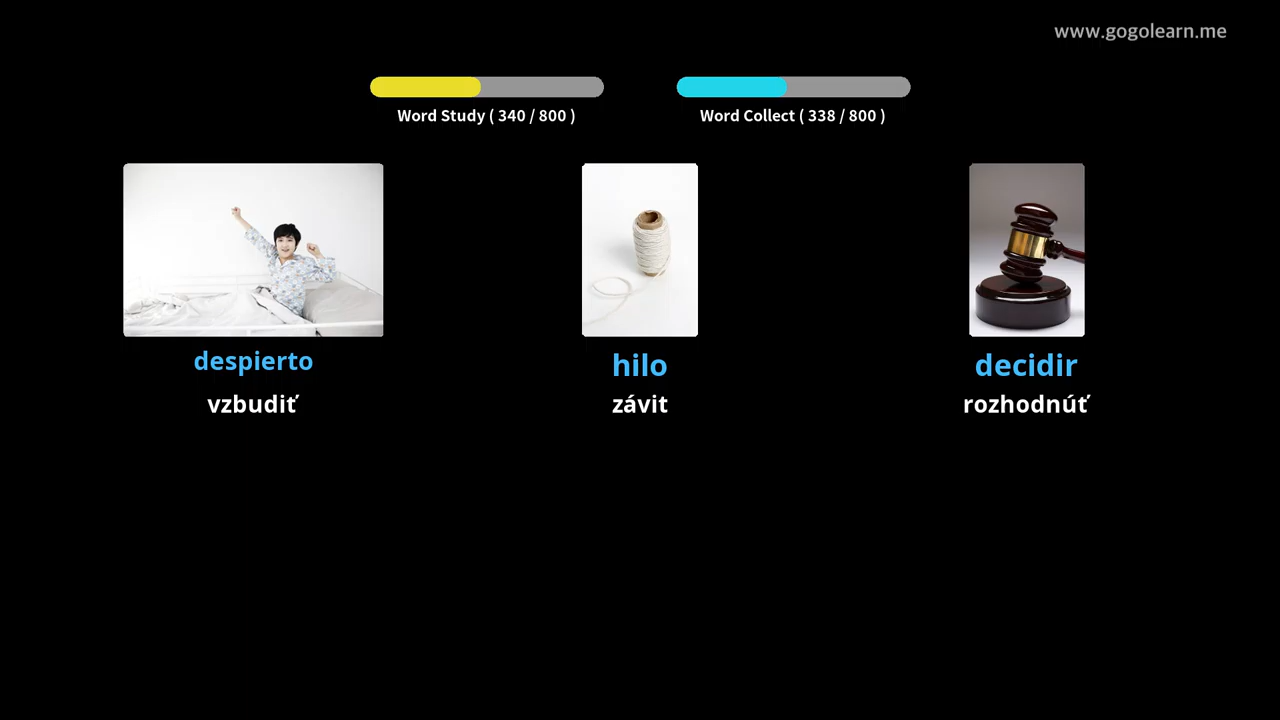 www.gogolearn.me
Word Study ( 340 / 800 )
Word Collect ( 338 / 800 )
despierto
hilo
decidir
vzbudiť
závit
rozhodnúť